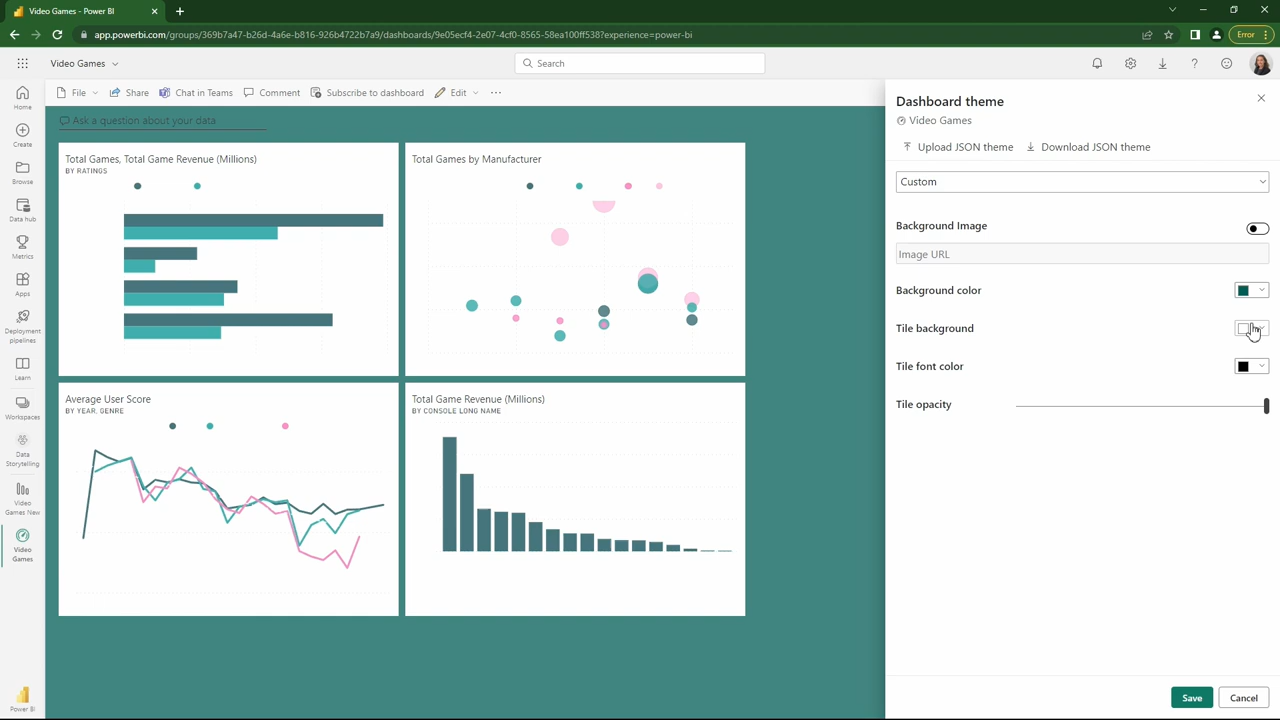 Video Games - Power BI
app.powerbi.com/groups/369b7a47-b26d-4a6e-b816-926b4722b7a9/dashboards/9e05ecf4-2e07-4cf0-8565-58ea100ff538?experience=power-bi
Error
Video Games
Search
File
Share
Chat in Teams
Comment
Subscribe to dashboard
Edit
Home
Create
Browse
Data hub
Metrics
Apps
Deployment
pipelines
Learn
Workspaces
Data
Storytelling
Video
Games New
Video
Games
Power BI
Ask a question about your data
Total Games, Total Game Revenue (Millions)
BY RATINGS
Total Games by Manufacturer
Average User Score
BY YEAR, GENRE
Total Game Revenue (Millions)
BY CONSOLE LONG NAME
Dashboard theme
Video Games
Upload JSON theme
Download JSON theme
Custom
Background Image
Image URL
Background color
Tile background
Tile font color
Tile opacity
Save
Cancel